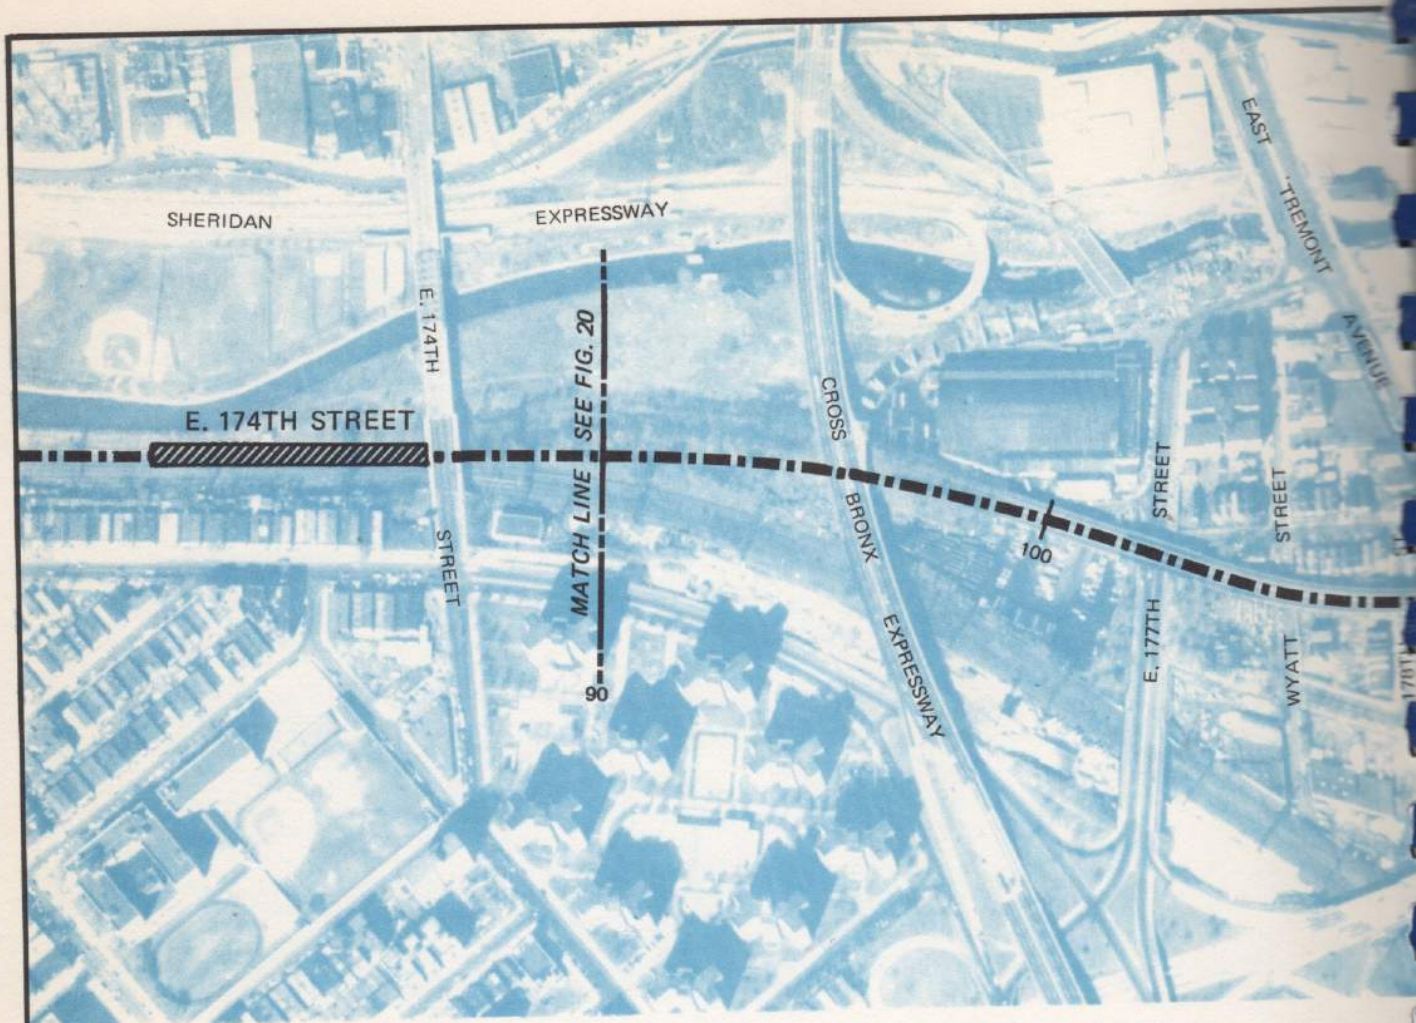 SHERIDAN
EXPRESSWAY
EAST
TREMONT
AVENUE
E. 174TH
STREET
E. 174TH STREET
MATCH LINE SEE FIG. 20
90
CROSS
BRONX
EXPRESSWAY
100
E. 177TH
STREET
WYATT
STREET
178TH